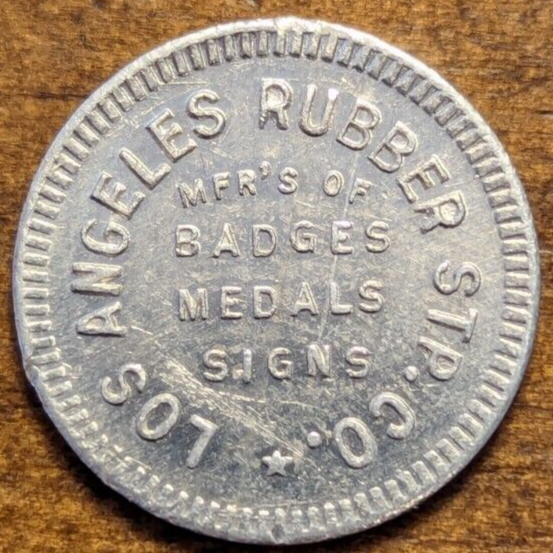 LOS ANGELES RUBBER STP. CO.
MFR'S OF
BADGES
MEDALS
SIGNS